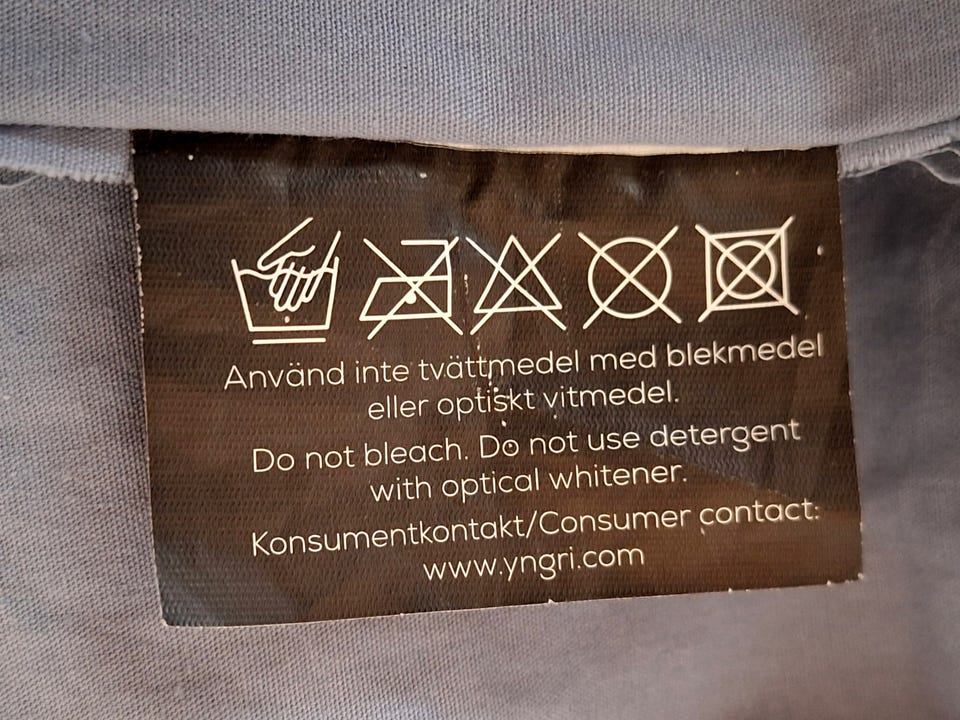 Använd inte tvättmedel med blekmedel
eller optiskt vitmedel.
Do not bleach. Do not use detergent
with optical whitener.
Konsumentkontakt/Consumer contact:
www.yngri.com